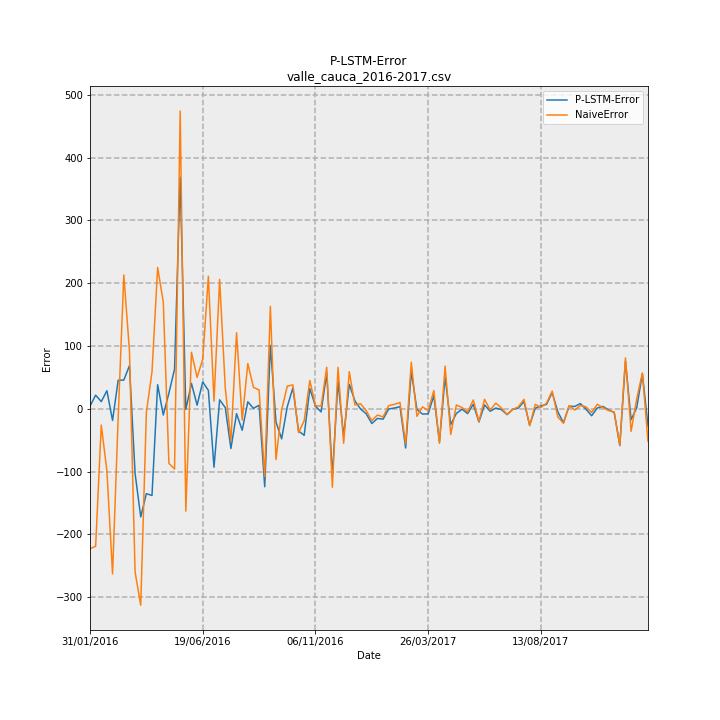 P-LSTM-Error
valle_cauca_2016-2017.csv
P-LSTM-Error
NaiveError
500
400
300
200
100
0
−100
−200
−300
Error
31/01/2016 19/06/2016 06/11/2016 26/03/2017 13/08/2017
Date